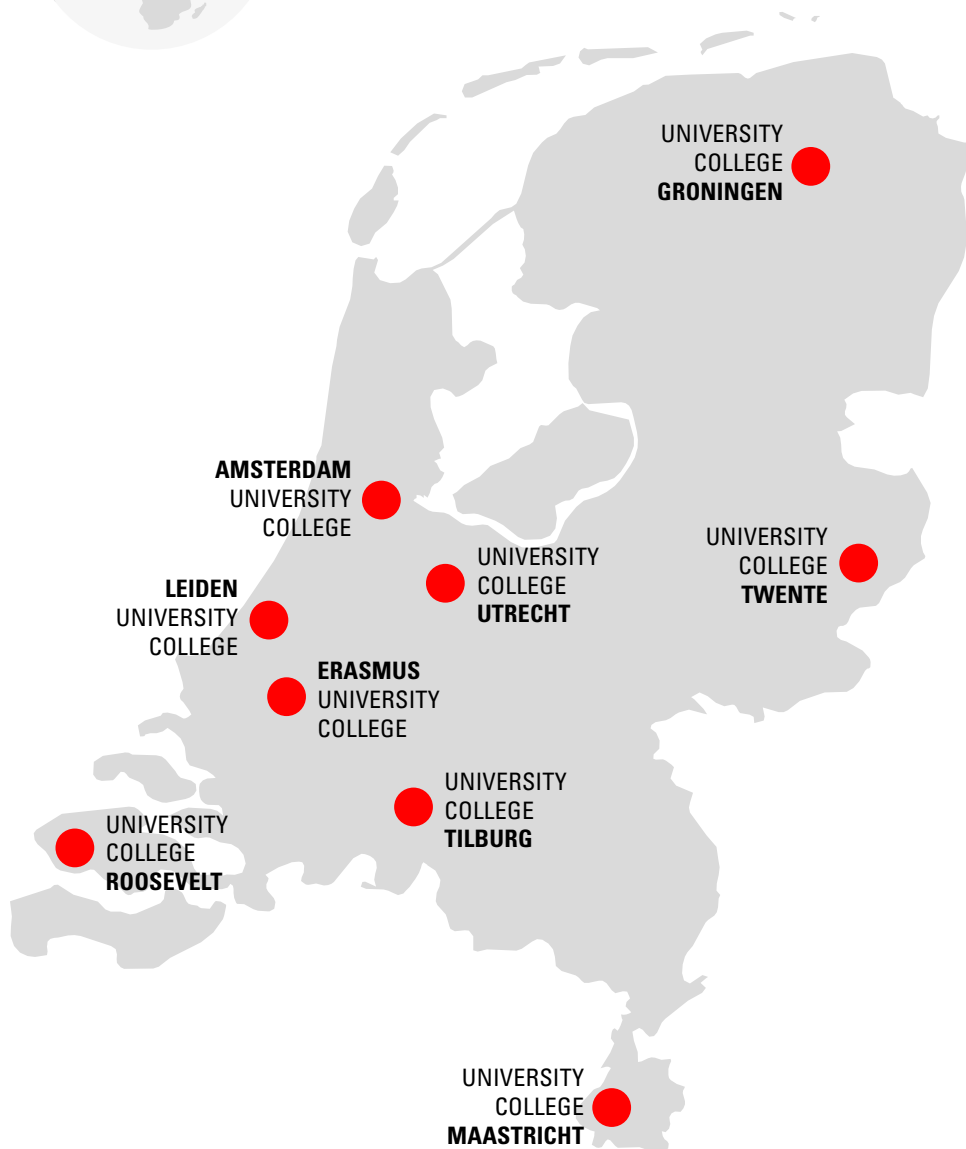 UNIVERSITY
COLLEGE
GRONINGEN
AMSTERDAM
UNIVERSITY
COLLEGE
UNIVERSITY
COLLEGE
TWENTE
UNIVERSITY
COLLEGE
UTRECHT
LEIDEN
UNIVERSITY
COLLEGE
ERASMUS
UNIVERSITY
COLLEGE
UNIVERSITY
COLLEGE
TILBURG
UNIVERSITY
COLLEGE
ROOSEVELT
UNIVERSITY
COLLEGE
MAASTRICHT